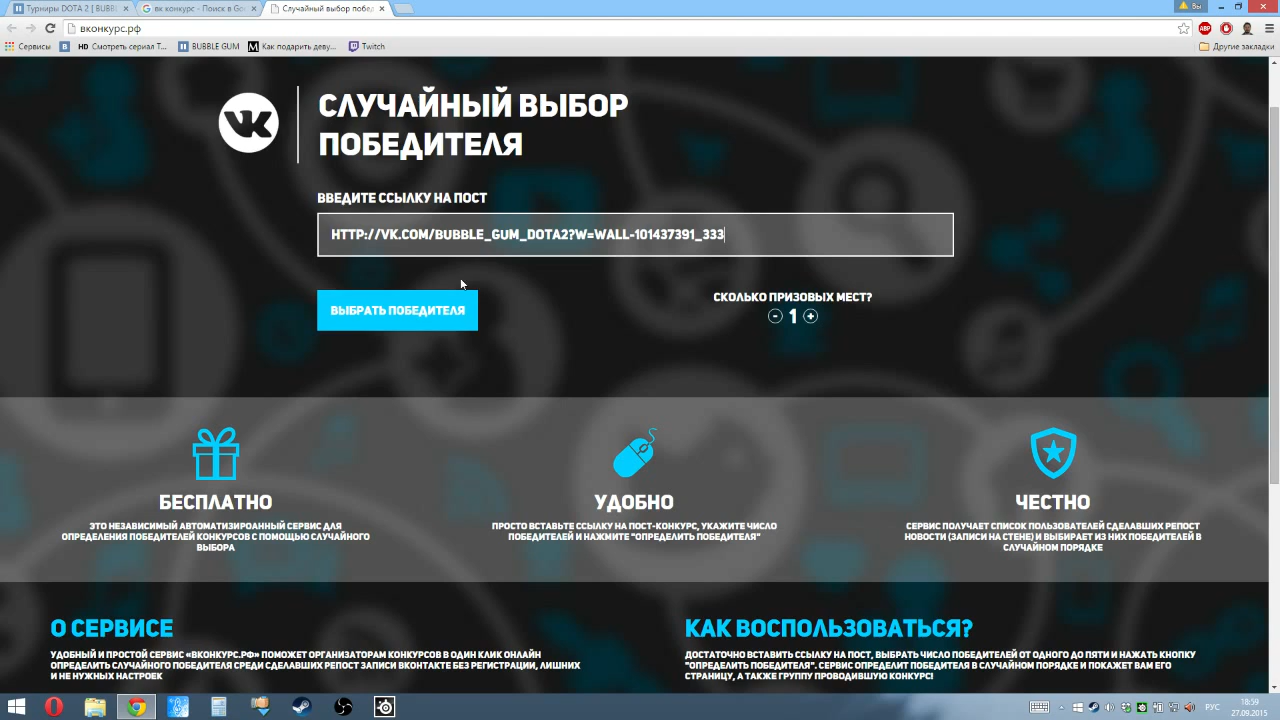 Турниры DOTA 2 [ BUBBL
вк конкурс - Поиск в Goo
Случайный выбор победи
Вы
вконкурс.рф
ABP
Сервисы
HD Смотреть сериал Т...
BUBBLE GUM
Как подарить деву...
Twitch
Другие закладки
СЛУЧАЙНЫЙ ВЫБОР
ПОБЕДИТЕЛЯ
ВВЕДИТЕ ССЫЛКУ НА ПОСТ
HTTP://VK.COM/BUBBLE_GUM_DOTA2?W=WALL-101437391_333
ВЫБРАТЬ ПОБЕДИТЕЛЯ
СКОЛЬКО ПРИЗОВЫХ МЕСТ?
- 1 +
БЕСПЛАТНО
ЭТО НЕЗАВИСИМЫЙ АВТОМАТИЗИРОАННЫЙ СЕРВИС ДЛЯ
ОПРЕДЕЛЕНИЯ ПОБЕДИТЕЛЕЙ КОНКУРСОВ С ПОМОЩЬЮ СЛУЧАЙНОГО
ВЫБОРА
УДОБНО
ПРОСТО ВСТАВЬТЕ ССЫЛКУ НА ПОСТ-КОНКУРС, УКАЖИТЕ ЧИСЛО
ПОБЕДИТЕЛЕЙ И НАЖМИТЕ "ОПРЕДЕЛИТЬ ПОБЕДИТЕЛЯ"
ЧЕСТНО
СЕРВИС ПОЛУЧАЕТ СПИСОК ПОЛЬЗОВАТЕЛЕЙ СДЕЛАВШИХ РЕПОСТ
НОВОСТИ (ЗАПИСИ НА СТЕНЕ) И ВЫБИРАЕТ ИЗ НИХ ПОБЕДИТЕЛЕЙ В
СЛУЧАЙНОМ ПОРЯДКЕ
О СЕРВИСЕ
УДОБНЫЙ И ПРОСТОЙ СЕРВИС «ВКОНКУРС.РФ» ПОМОЖЕТ ОРГАНИЗАТОРАМ КОНКУРСОВ В ОДИН КЛИК ОНЛАЙН
ОПРЕДЕЛИТЬ СЛУЧАЙНОГО ПОБЕДИТЕЛЯ СРЕДИ СДЕЛАВШИХ РЕПОСТ ЗАПИСИ ВКОНТАКТЕ БЕЗ РЕГИСТРАЦИИ, ЛИШНИХ
И НЕ НУЖНЫХ НАСТРОЕК
КАК ВОСПОЛЬЗОВАТЬСЯ?
ДОСТАТОЧНО ВСТАВИТЬ ССЫЛКУ НА ПОСТ, ВЫБРАТЬ ЧИСЛО ПОБЕДИТЕЛЕЙ ОТ ОДНОГО ДО ПЯТИ И НАЖАТЬ КНОПКУ
"ОПРЕДЕЛИТЬ ПОБЕДИТЕЛЯ". СЕРВИС ОПРЕДЕЛИТ ПОБЕДИТЕЛЯ В СЛУЧАЙНОМ ПОРЯДКЕ И ПОКАЖЕТ ВАМ ЕГО
СТРАНИЦУ, А ТАКЖЕ ГРУППУ ПРОВОДИВШУЮ КОНКУРС!
РУС
18:59
27.09.2015